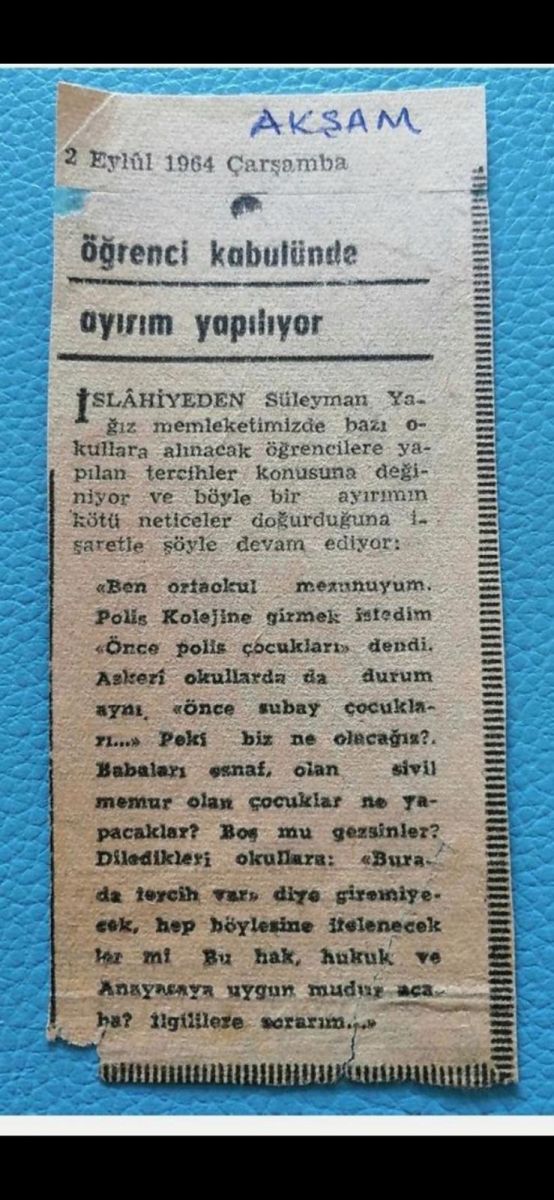 AKŞAM
2 Eylûl 1964 Çarşamba
öğrenci kabulünde
ayırım yapılıyor
İSLÂHİYEDEN Süleyman Ya-
ğız memleketimizde bazı o-
kullara alınacak öğrencilere ya-
pılan tercihler konusuna deği-
niyor ve böyle bir ayırımın
kötü neticeler doğurduğuna i-
şaretle şöyle devam ediyor:
«Ben ortaokul mezunuyum.
Polis Kolejine girmek istedim
«Önce polis çocukları» dendi.
Askerî okullarda da durum
aynı, «önce subay çocukla-
rı...» Peki biz ne olacağız?.
Babaları esnaf, olan sivil
memur olan çocuklar ne ya-
pacaklar? Boş mu gezsinler?
Diledikleri okullara: «Bura-
da tercih var» diye giremiye-
cek, hep böylesine itelenecek
ler mi Bu hak, hukuk ve
Anayasaya uygun mudur aca-
ba? İlgililere sorarım...»